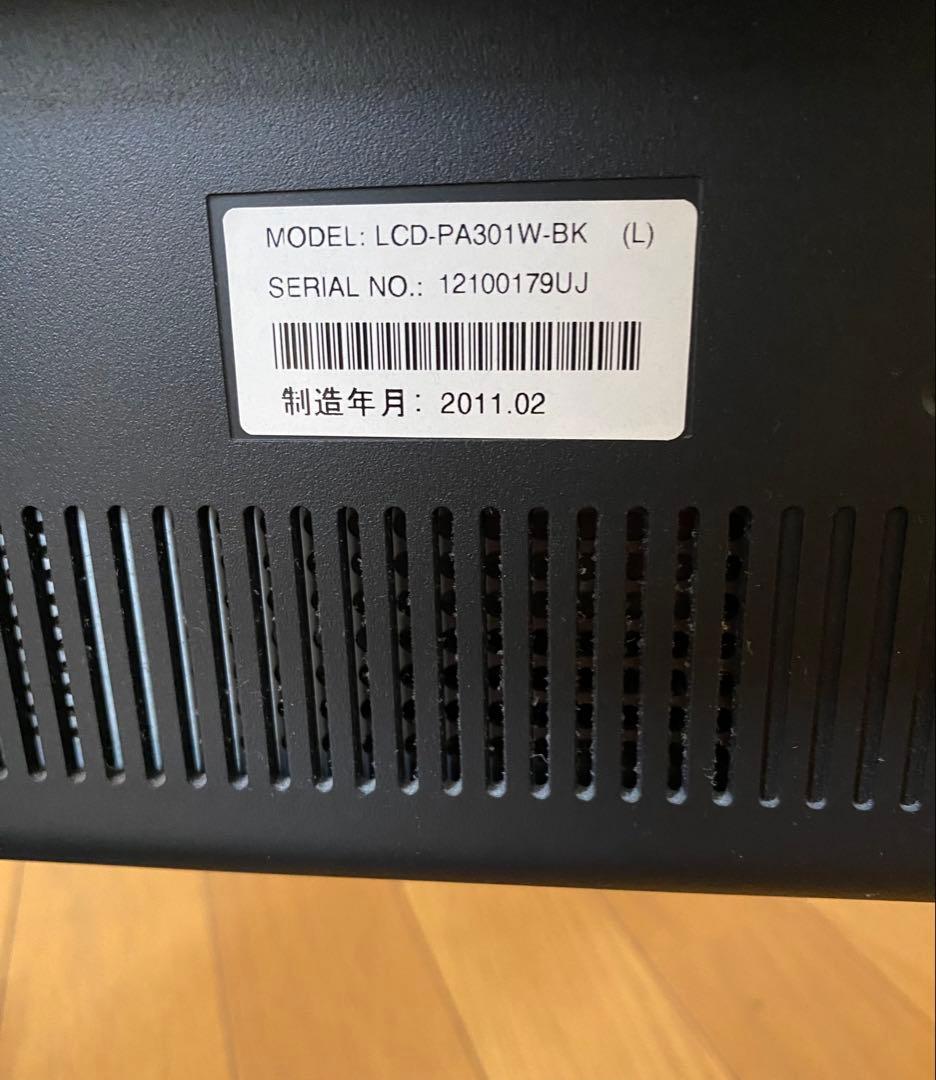 MODEL: LCD-PA301W-BK (L)
SERIAL NO.: 12100179UJ
制造年月: 2011.02